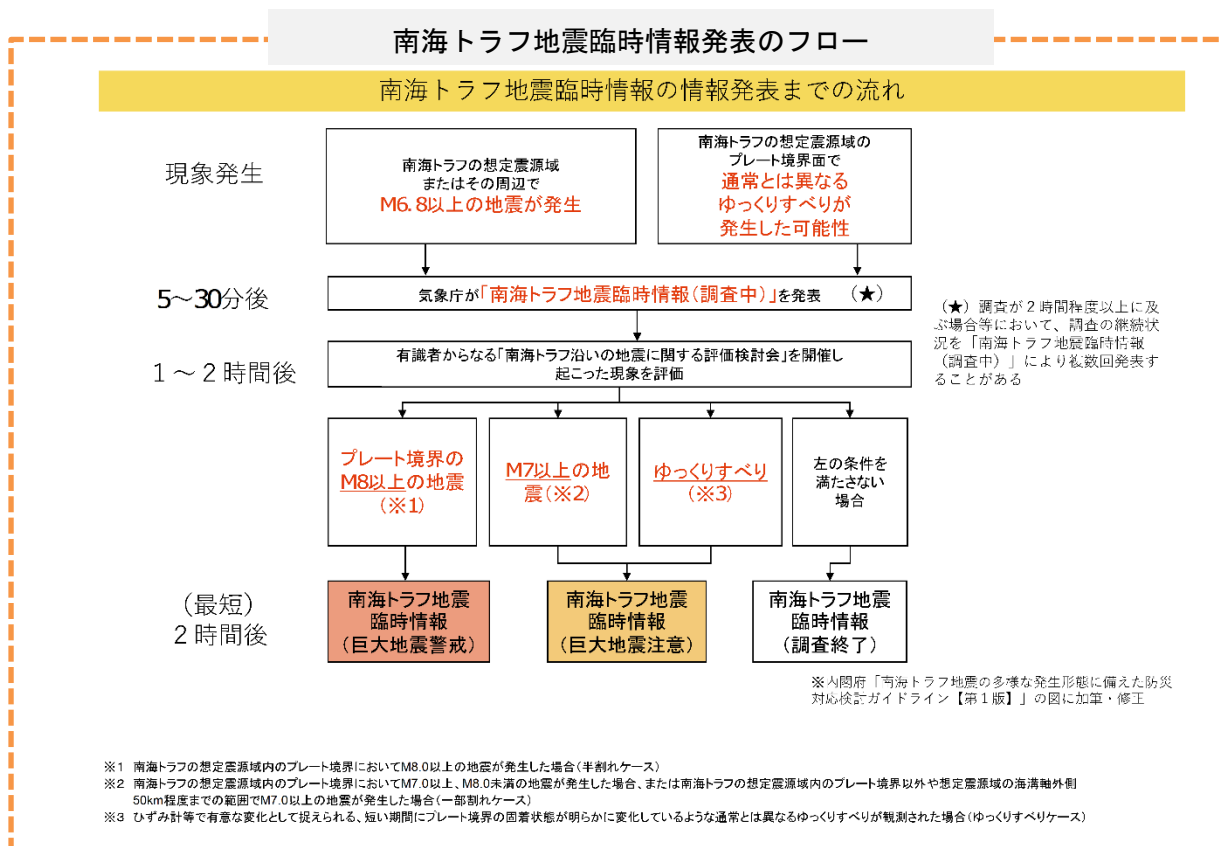 南海トラフ地震臨時情報発表のフロー
南海トラフ地震臨時情報の情報発表までの流れ
現象発生
南海トラフの想定震源域
またはその周辺で
M6.8以上の地震が発生
南海トラフの想定震源域の
プレート境界面で
通常とは異なる
ゆっくりすべりが
発生した可能性
5～30分後
気象庁が「南海トラフ地震臨時情報（調査中）」を発表　（★）
（★）調査が２時間程度以上に及
ぶ場合等において、調査の継続状
況を「南海トラフ地震臨時情報
（調査中）」により複数回発表す
ることがある
１～２時間後
有識者からなる「南海トラフ沿いの地震に関する評価検討会」を開催し
起こった現象を評価
プレート境界の
M8以上の地震
（※1）
M7以上の地
震（※2）
ゆっくりすべり
（※3）
左の条件を
満たさない
場合
（最短）
２時間後
南海トラフ地震
臨時情報
（巨大地震警戒）
南海トラフ地震
臨時情報
（巨大地震注意）
南海トラフ地震
臨時情報
（調査終了）
※内閣府「南海トラフ地震の多様な発生形態に備えた防災
対応検討ガイドライン【第１版】」の図に加筆・修正
※1　南海トラフの想定震源域内のプレート境界においてM8.0以上の地震が発生した場合（半割れケース）
※2　南海トラフの想定震源域内のプレート境界においてM7.0以上、M8.0未満の地震が発生した場合、または南海トラフの想定震源域内のプレート境界以外や想定震源域の海溝軸外側
50km程度までの範囲でM7.0以上の地震が発生した場合（一部割れケース）
※3　ひずみ計等で有意な変化として捉えられる、短い期間にプレート境界の固着状態が明らかに変化しているような通常とは異なるゆっくりすべりが観測された場合（ゆっくりすべりケース）